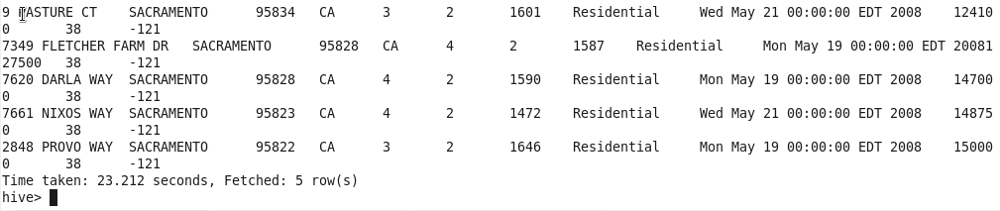 9 PASTURE CT    SACRAMENTO      95834   CA      3       2       1601    Residential     Wed May 21 00:00:00 EDT 2008    12410
0       38      -121
7349 FLETCHER FARM DR   SACRAMENTO      95828   CA      4       2       1587    Residential     Mon May 19 00:00:00 EDT 20081
27500   38      -121
7620 DARLA WAY  SACRAMENTO      95828   CA      4       2       1590    Residential     Mon May 19 00:00:00 EDT 2008    14700
0       38      -121
7661 NIXOS WAY  SACRAMENTO      95823   CA      4       2       1472    Residential     Wed May 21 00:00:00 EDT 2008    14875
0       38      -121
2848 PROVO WAY  SACRAMENTO      95822   CA      3       2       1646    Residential     Mon May 19 00:00:00 EDT 2008    15000
0       38      -121
Time taken: 23.212 seconds, Fetched: 5 row(s)
hive>